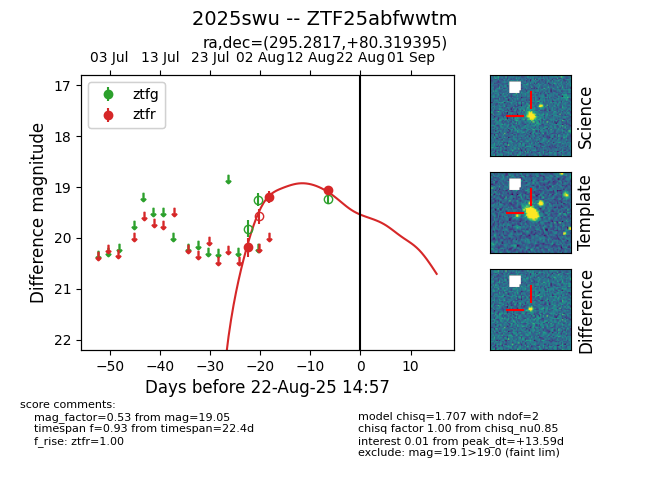 2025swu -- ZTF25abfwwtm
ra,dec=(295.2817,+80.319395)
03 Jul 13 Jul 23 Jul 02 Aug 12 Aug 22 Aug 01 Sep
ztfg
ztfr
17
18
19
20
21
22
Difference magnitude
−50 −40 −30 −20 −10 0 10
Days before 22-Aug-25 14:57
Science
Template
Difference
score comments:
mag_factor=0.53 from mag=19.05
timespan f=0.93 from timespan=22.4d
f_rise: ztfr=1.00
model chisq=1.707 with ndof=2
chisq factor 1.00 from chisq_nu0.85
interest 0.01 from peak_dt=+13.59d
exclude: mag=19.1>19.0 (faint lim)